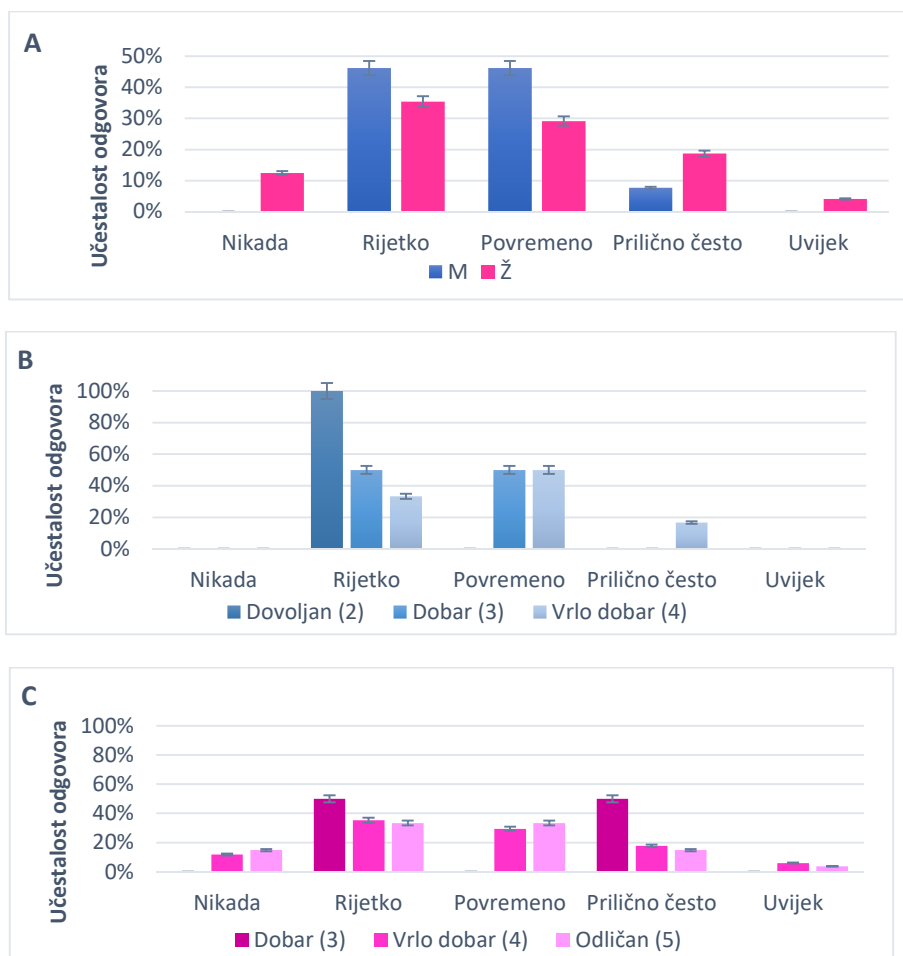 A
Učestalost odgovora
50%
40%
30%
20%
10%
0%
Nikada Rijetko Povremeno Prilično često Uvijek
M Ž
B
Učestalost odgovora
100%
80%
60%
40%
20%
0%
Nikada Rijetko Povremeno Prilično često Uvijek
Dovoljan (2) Dobar (3) Vrlo dobar (4)
C
Učestalost odgovora
100%
80%
60%
40%
20%
0%
Nikada Rijetko Povremeno Prilično često Uvijek
Dobar (3) Vrlo dobar (4) Odličan (5)